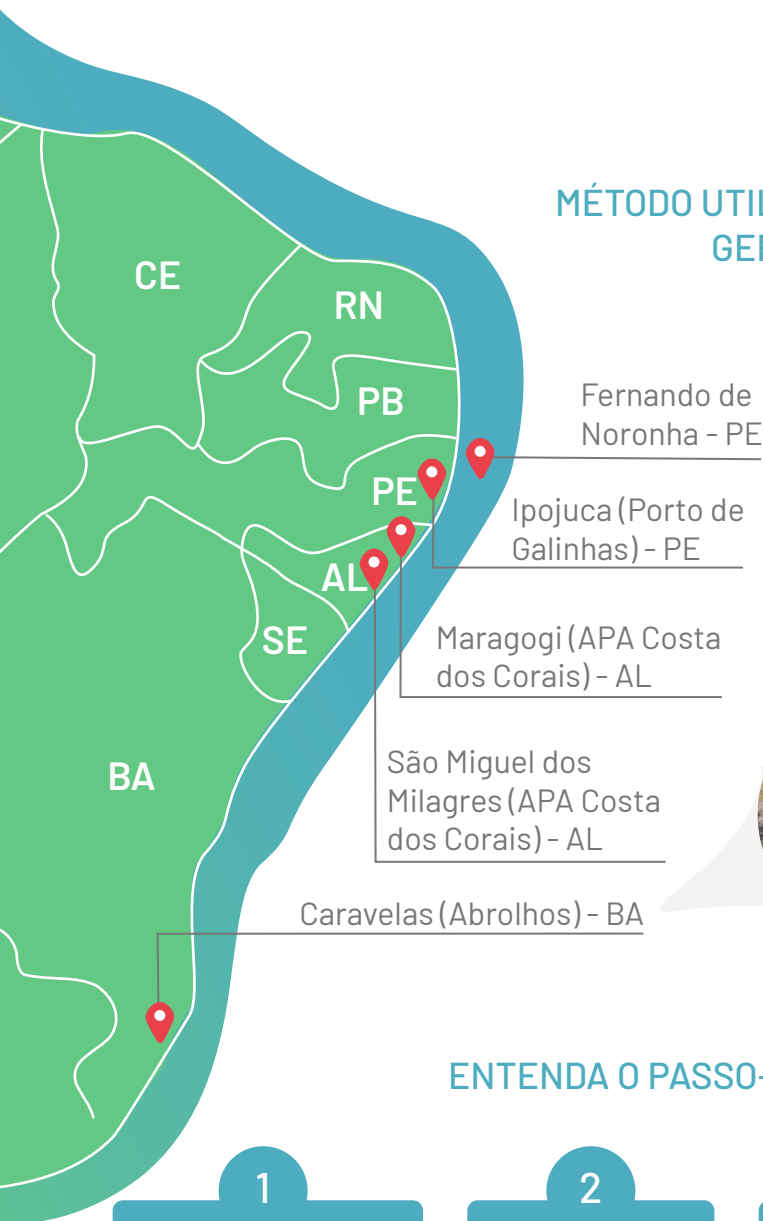 MÉTODO UTIL
GE
CE
RN
Fernando de
Noronha - PE
PB
PE
Ipojuca (Porto de
Galinhas) - PE
AL
Maragogi (APA Costa
dos Corais) - AL
SE
São Miguel dos
Milagres (APA Costa
dos Corais) - AL
BA
Caravelas (Abrolhos) - BA
ENTENDA O PASSO-
1
2